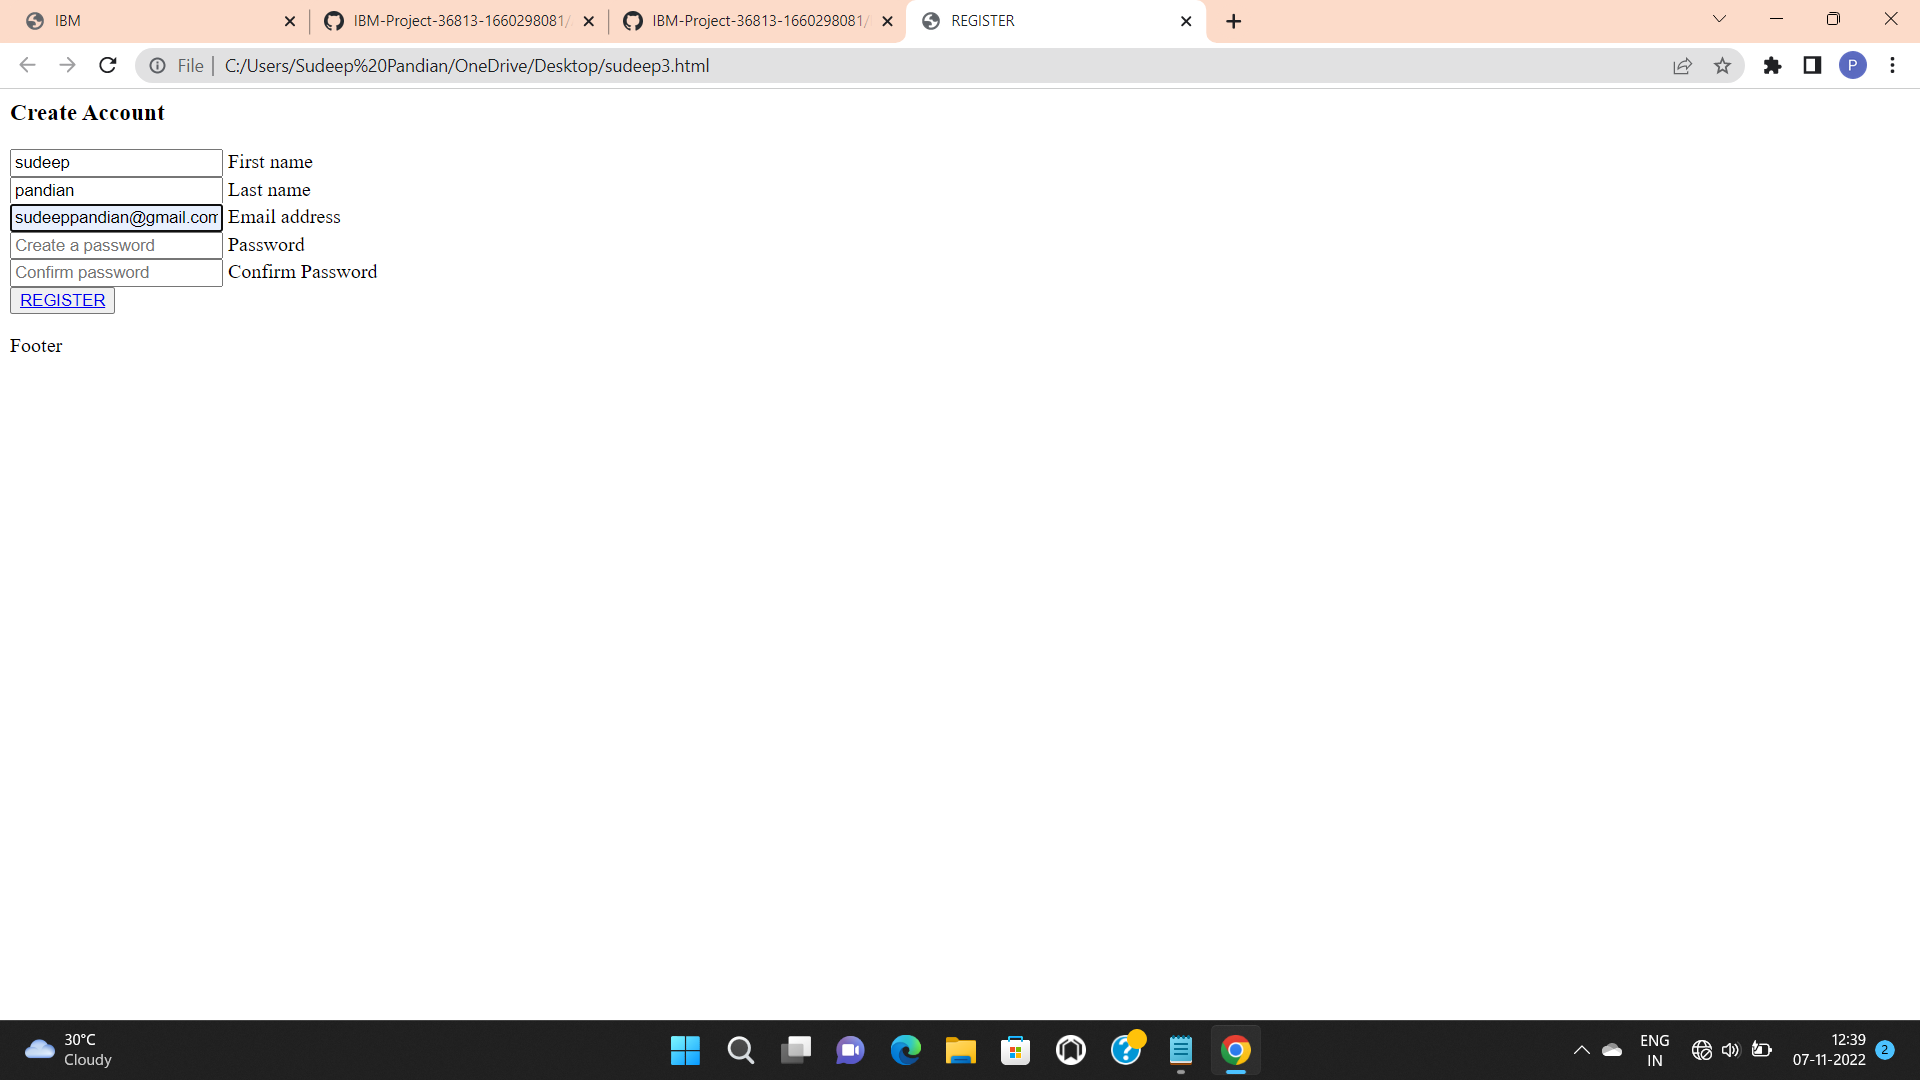 IBM
IBM-Project-36813-1660298081/
IBM-Project-36813-1660298081/
REGISTER
File
C:/Users/Sudeep%20Pandian/OneDrive/Desktop/sudeep3.html
P
Create Account
sudeep First name
pandian Last name
sudeeppandian@gmail.com Email address
Create a password Password
Confirm password Confirm Password
REGISTER
Footer
30°C
Cloudy
ENG
IN
12:39
07-11-2022
2